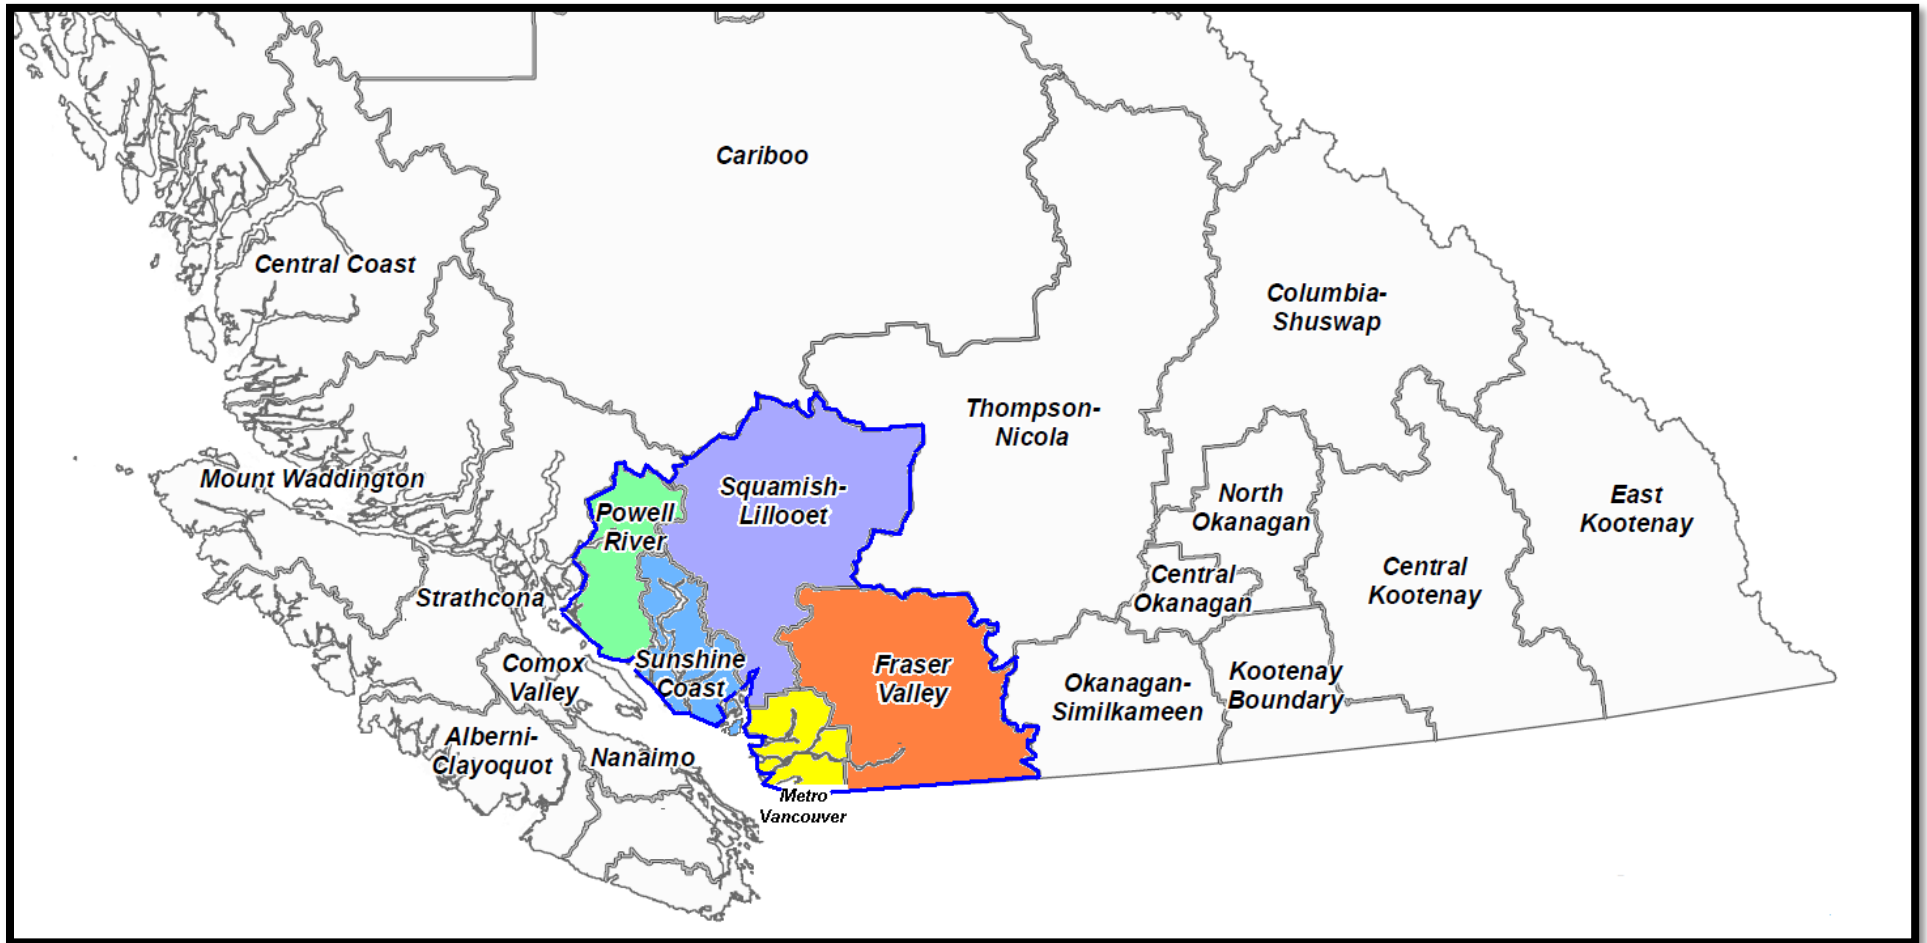 Cariboo
Central Coast
Columbia-
Shuswap
Thompson-
Nicola
Mount Waddington
Squamish-
Lillooet
Powell
River
North
Okanagan
East
Kootenay
Central
Okanagan
Central
Kootenay
Strathcona
Comox
Valley
Sunshine
Coast
Fraser
Valley
Okanagan-
Similkameen
Kootenay
Boundary
Alberni-
Clayoquot
Nanaimo
Metro
Vancouver